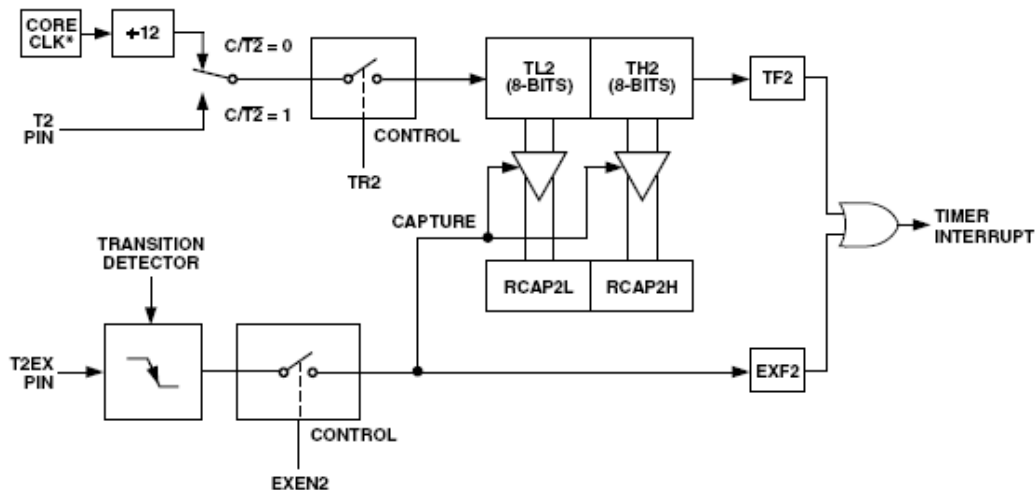 CORE
CLK*
÷12
C/T2 = 0
TL2
(8-BITS)
TH2
(8-BITS)
TF2
T2
PIN
C/T2 = 1
CONTROL
TR2
CAPTURE
TIMER
INTERRUPT
TRANSITION
DETECTOR
RCAP2L
RCAP2H
T2EX
PIN
EXF2
CONTROL
EXEN2